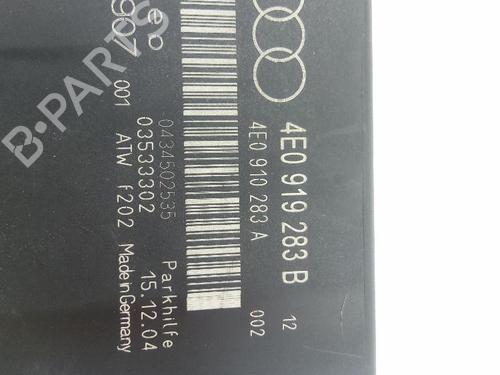 4E0 919 283 B
12
4E0 910 283 A
002
0434502535
03533302
Parkhilfe
15.12.04
001
ATW f202
Made in Germany
B-PARTS